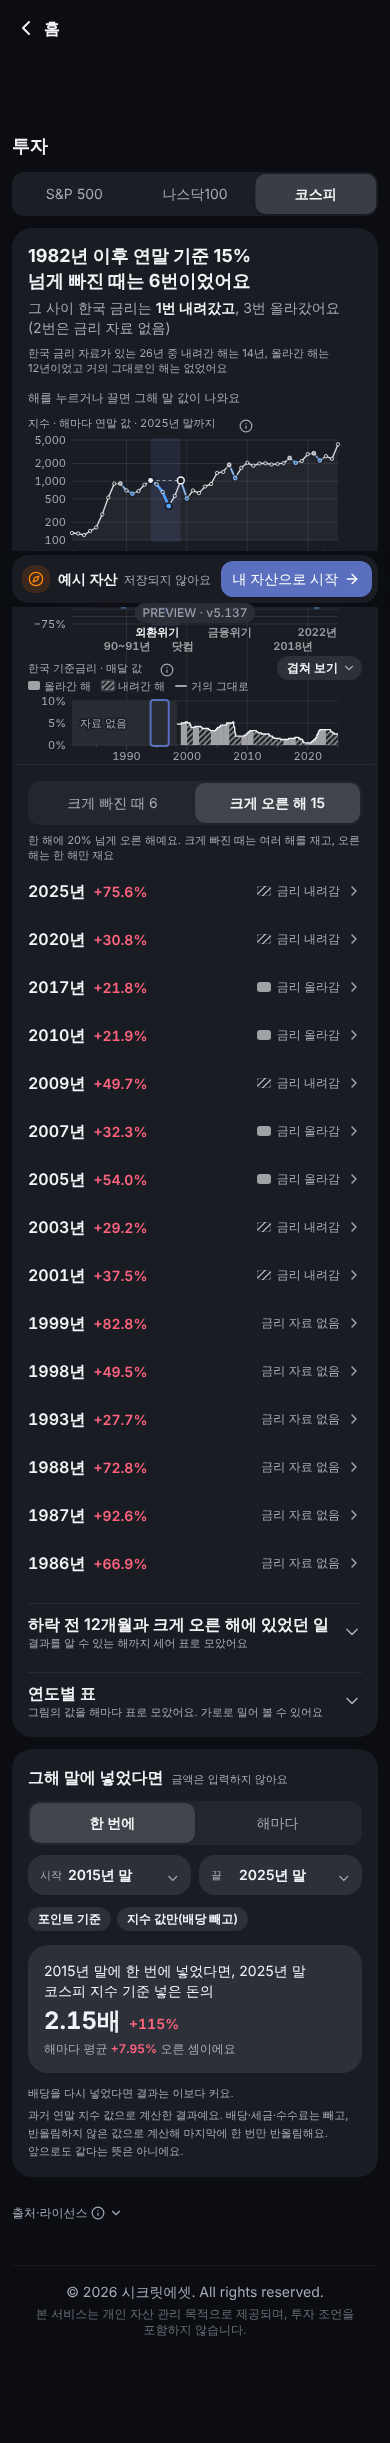 홈
투자
S&P 500
나스닥100
코스피
1982년 이후 연말 기준 15%
넘게 빠진 때는 6번이었어요
그 사이 한국 금리는 1번 내려갔고, 3번 올라갔어요
(2번은 금리 자료 없음)
한국 금리 자료가 있는 26년 중 내려간 해는 14년, 올라간 해는
12년이었고 거의 그대로인 해는 없었어요
해를 누르거나 끌면 그해 말 값이 나와요
지수 · 해마다 연말 값 · 2025년 말까지
5,000
2,000
1,000
500
200
100
예시 자산 저장되지 않아요
내 자산으로 시작
PREVIEW · v5.137
−75%
외환위기
금융위기
2022년
90~91년
닷컴
2018년
한국 기준금리 · 매달 값
겹쳐 보기
올라간 해
내려간 해
거의 그대로
10%
5%
0%
자료 없음
1990
2000
2010
2020
크게 빠진 때 6
크게 오른 해 15
한 해에 20% 넘게 오른 해예요. 크게 빠진 때는 여러 해를 재고, 오른
해는 한 해만 재요
2025년 +75.6% 금리 내려감
2020년 +30.8% 금리 내려감
2017년 +21.8% 금리 올라감
2010년 +21.9% 금리 올라감
2009년 +49.7% 금리 내려감
2007년 +32.3% 금리 올라감
2005년 +54.0% 금리 올라감
2003년 +29.2% 금리 내려감
2001년 +37.5% 금리 내려감
1999년 +82.8% 금리 자료 없음
1998년 +49.5% 금리 자료 없음
1993년 +27.7% 금리 자료 없음
1988년 +72.8% 금리 자료 없음
1987년 +92.6% 금리 자료 없음
1986년 +66.9% 금리 자료 없음
하락 전 12개월과 크게 오른 해에 있었던 일
결과를 알 수 있는 해까지 세어 표로 모았어요
연도별 표
그림의 값을 해마다 표로 모았어요. 가로로 밀어 볼 수 있어요
그해 말에 넣었다면 금액은 입력하지 않아요
한 번에
해마다
시작 2015년 말
끝 2025년 말
포인트 기준
지수 값만(배당 빼고)
2015년 말에 한 번에 넣었다면, 2025년 말
코스피 지수 기준 넣은 돈의
2.15배 +115%
해마다 평균 +7.95% 오른 셈이에요
배당을 다시 넣었다면 결과는 이보다 커요.
과거 연말 지수 값으로 계산한 결과예요. 배당·세금·수수료는 빼고,
반올림하지 않은 값으로 계산해 마지막에 한 번만 반올림해요.
앞으로도 같다는 뜻은 아니에요.
출처·라이선스
© 2026 시크릿에셋. All rights reserved.
본 서비스는 개인 자산 관리 목적으로 제공되며, 투자 조언을
포함하지 않습니다.